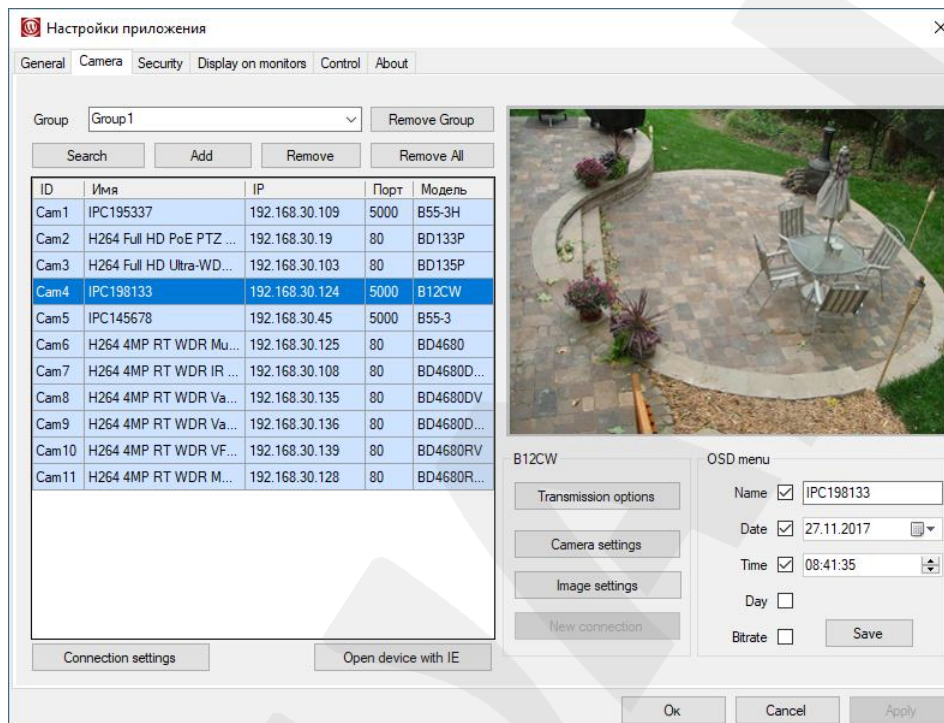 Настройки приложения
General Camera Security Display on monitors Control About
Group Group1 Remove Group
Search Add Remove Remove All
ID Имя IP Порт Модель
Cam1 IPC195337 192.168.30.109 5000 B55-3H
Cam2 H264 Full HD PoE PTZ ... 192.168.30.19 80 BD133P
Cam3 H264 Full HD Ultra-WD... 192.168.30.103 80 BD135P
Cam4 IPC198133 192.168.30.124 5000 B12CW
Cam5 IPC145678 192.168.30.45 5000 B55-3
Cam6 H264 4MP RT WDR Mu... 192.168.30.125 80 BD4680
Cam7 H264 4MP RT WDR IR ... 192.168.30.108 80 BD4680D...
Cam8 H264 4MP RT WDR Va... 192.168.30.135 80 BD4680DV
Cam9 H264 4MP RT WDR Va... 192.168.30.136 80 BD4680D...
Cam10 H264 4MP RT WDR VF... 192.168.30.139 80 BD4680RV
Cam11 H264 4MP RT WDR M... 192.168.30.128 80 BD4680R...
Connection settings Open device with IE
B12CW
Transmission options
Camera settings
Image settings
New connection
OSD menu
Name IPC198133
Date 27.11.2017
Time 08:41:35
Day
Bitrate Save
Ок Cancel Apply